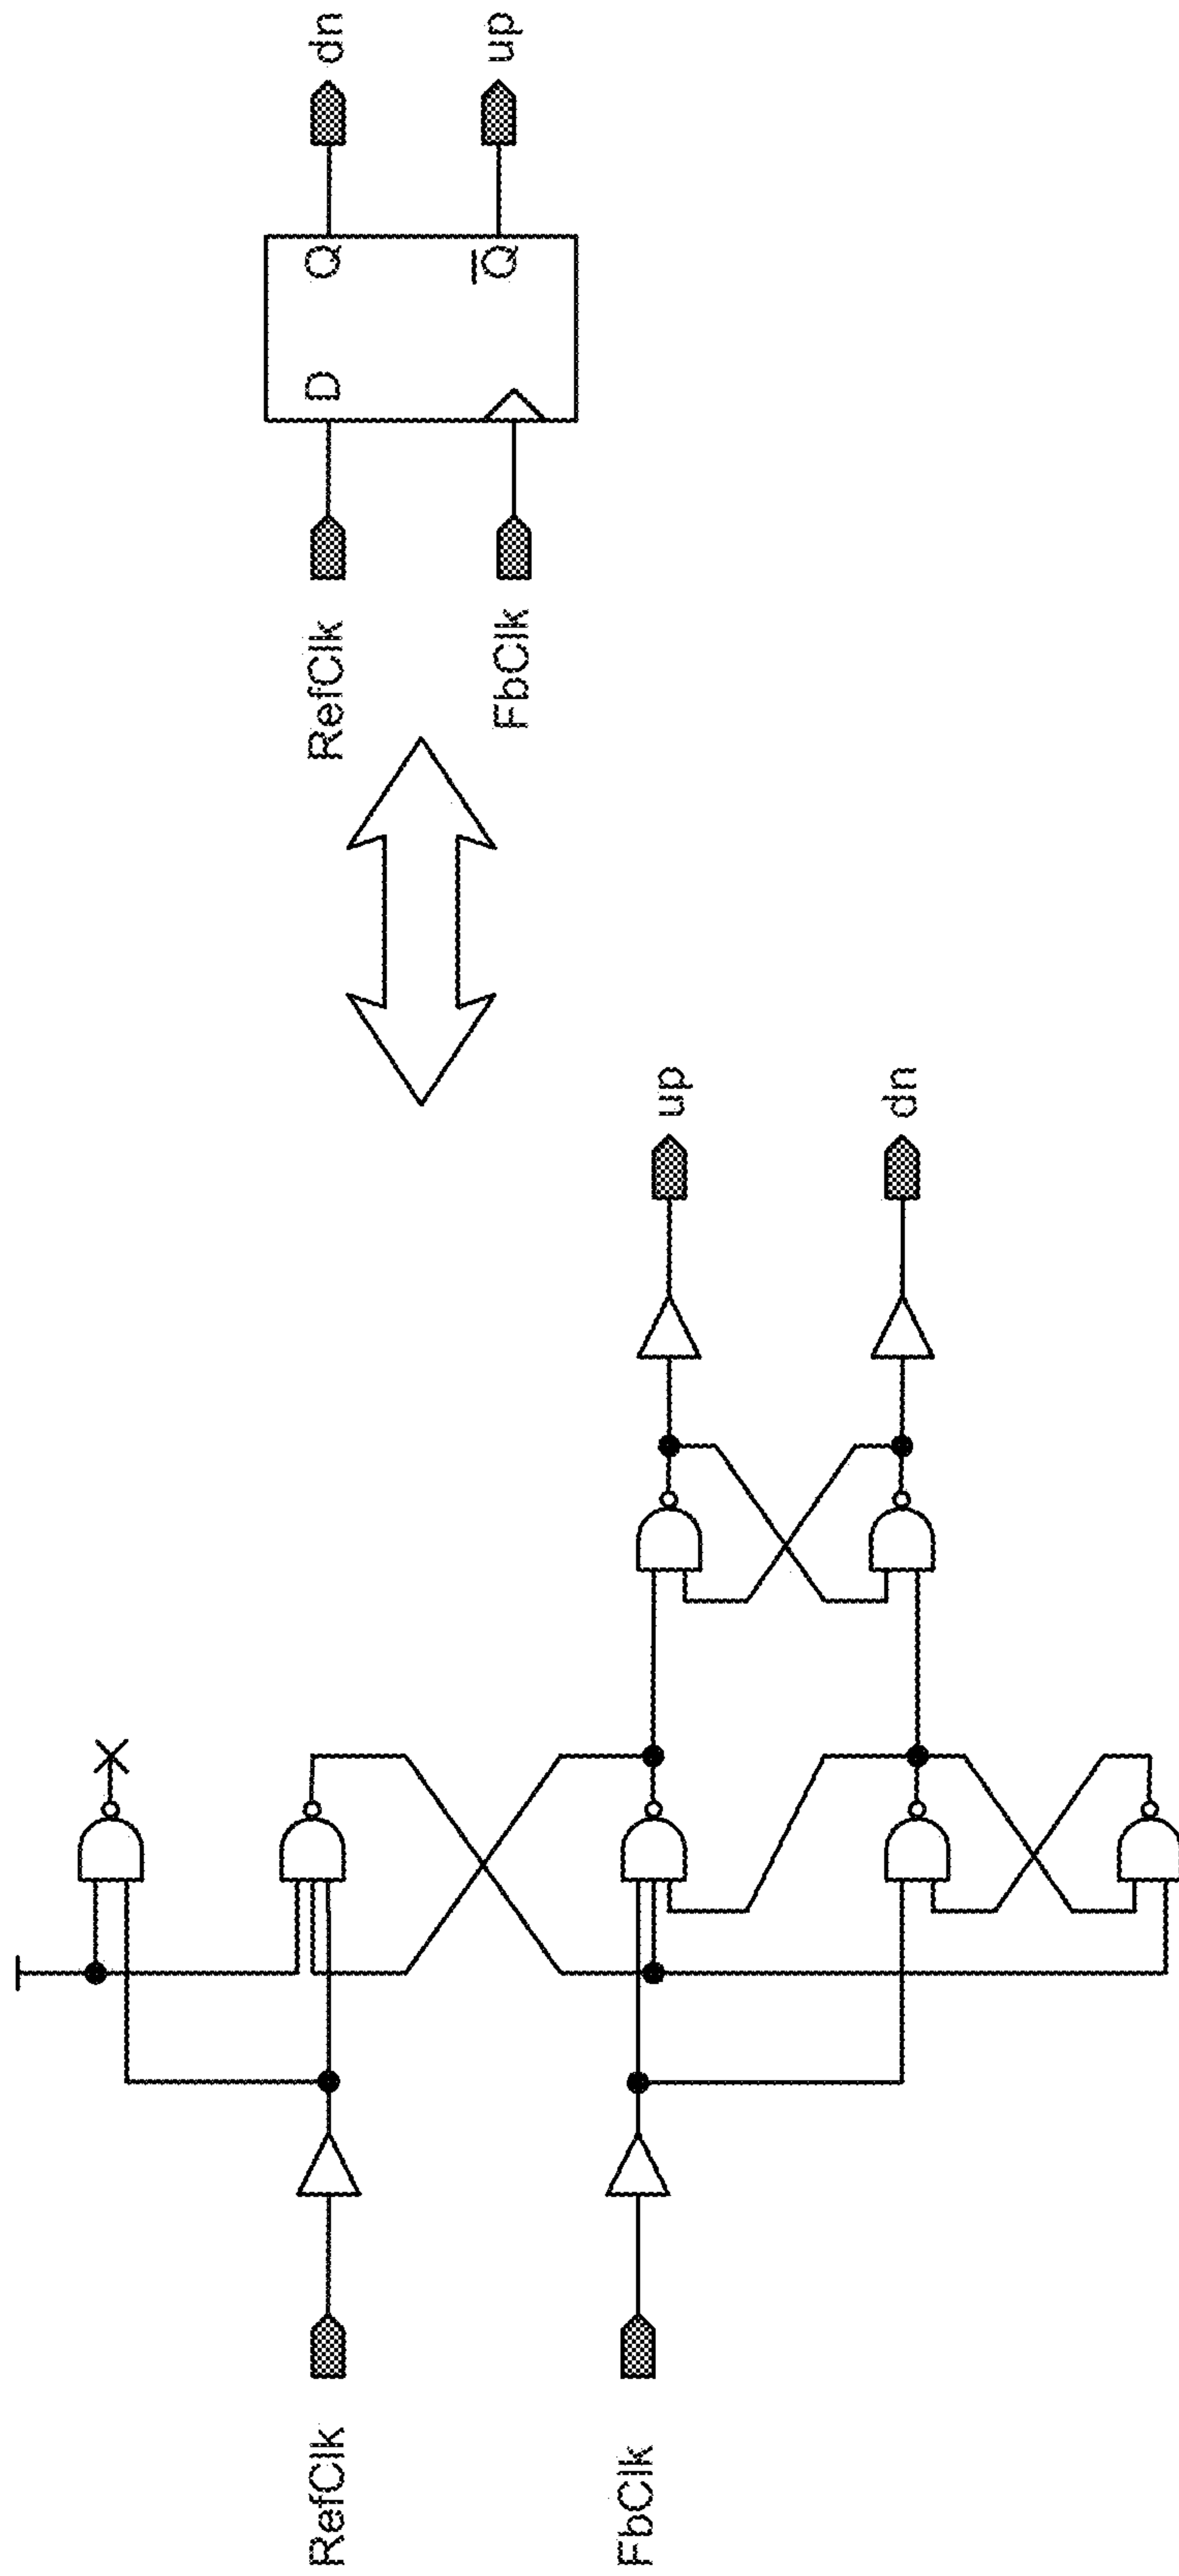 RefClk
FbClk
up
dn
RefClk
FbClk
D
Q
Q̅
dn
up